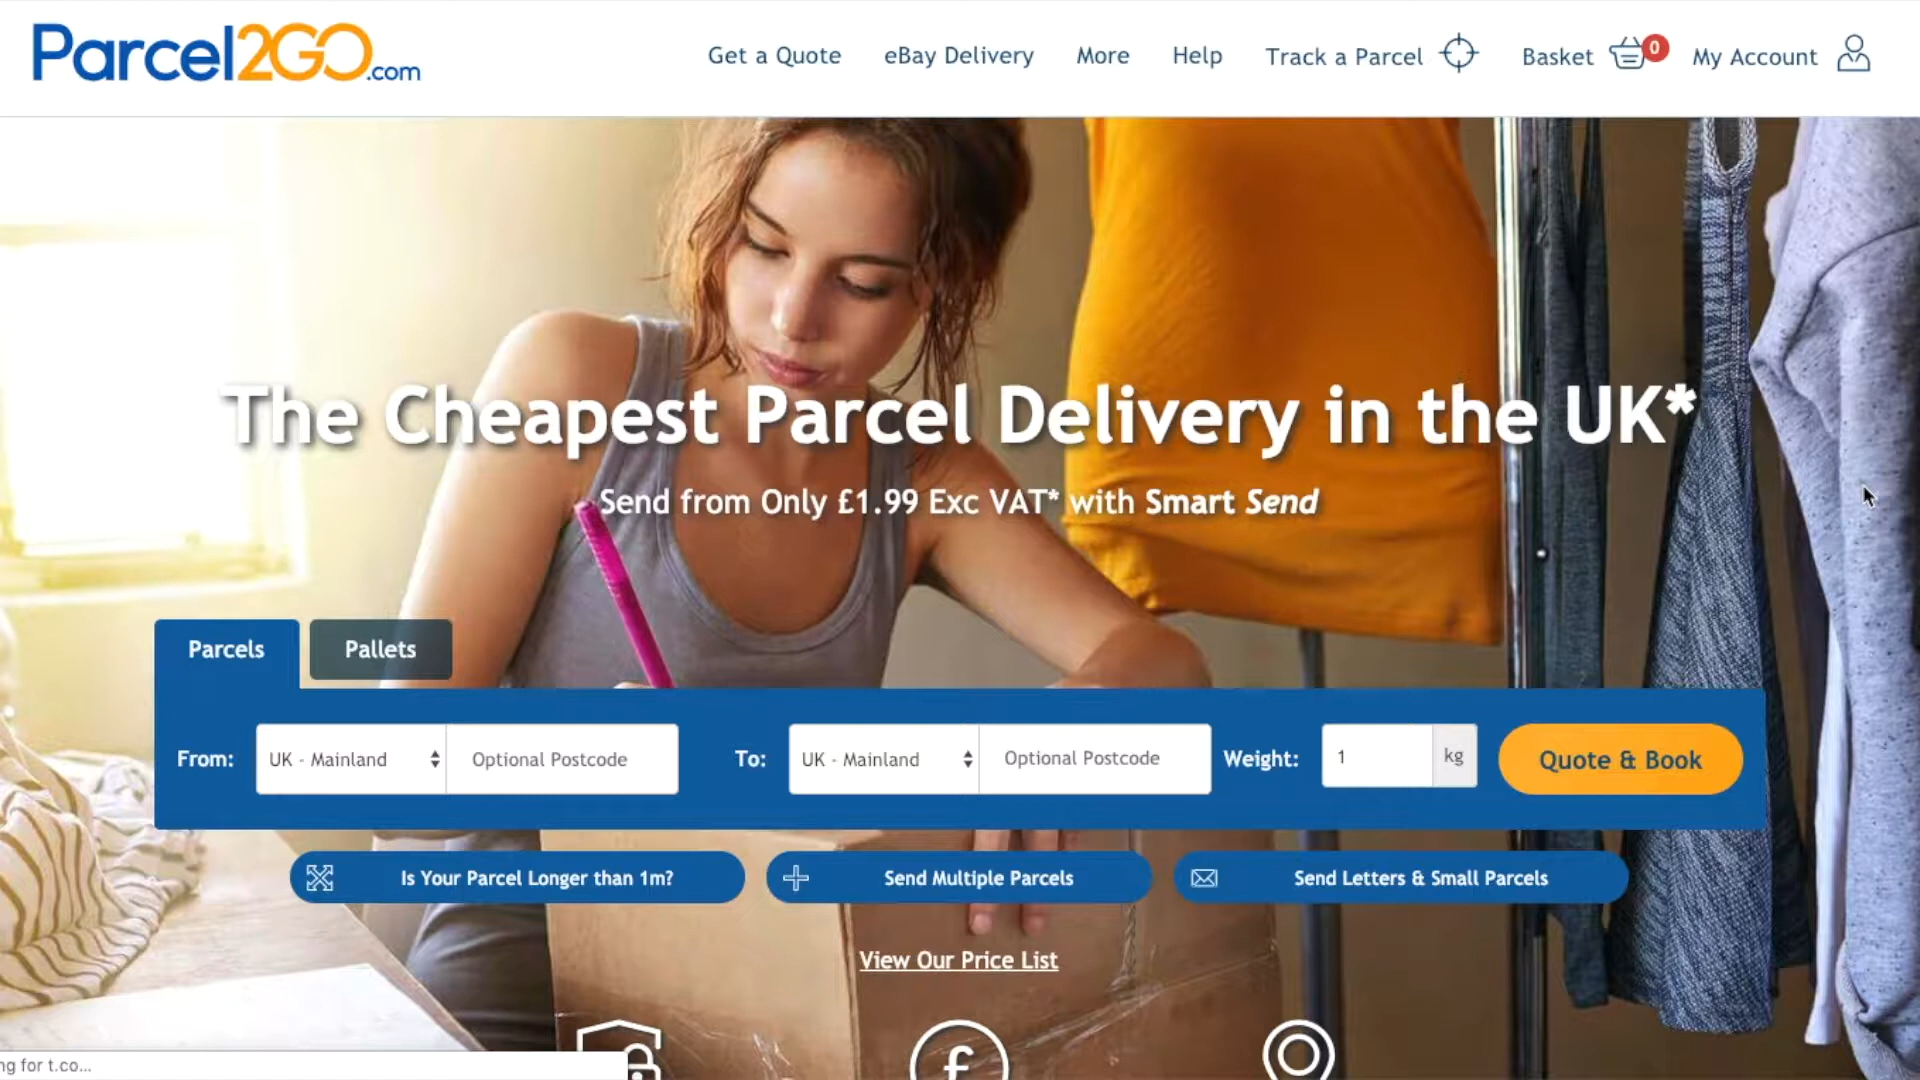 Parcel2GO.com
Get a Quote
eBay Delivery
More
Help
Track a Parcel
Basket
0
My Account
The Cheapest Parcel Delivery in the UK*
Send from Only £1.99 Exc VAT* with Smart Send
Parcels
Pallets
From:
UK - Mainland
Optional Postcode
To:
UK - Mainland
Optional Postcode
Weight:
1
kg
Quote & Book
Is Your Parcel Longer than 1m?
Send Multiple Parcels
Send Letters & Small Parcels
View Our Price List
£
ng for t.co...